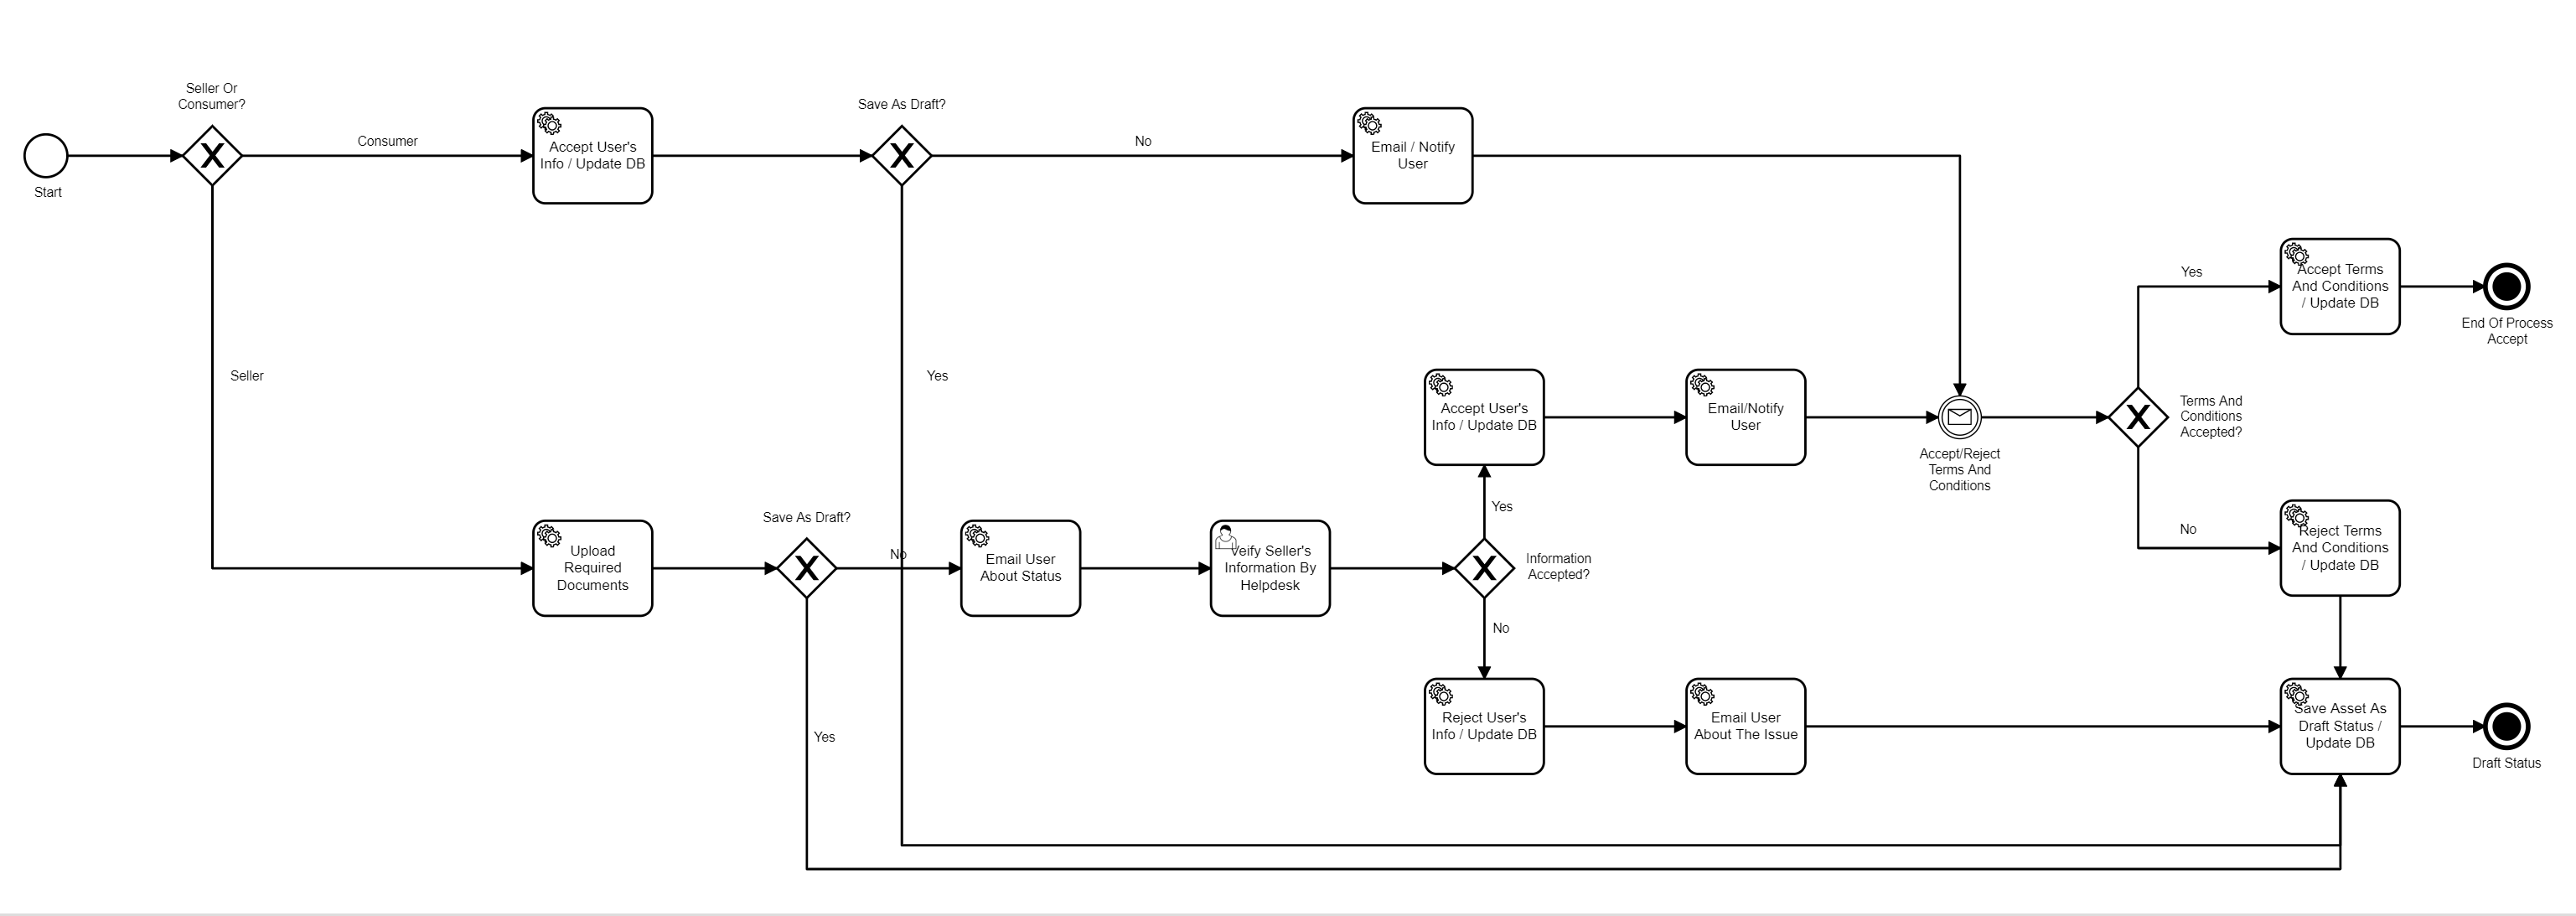 Seller Or
Consumer?
Start
Consumer
Accept User's
Info / Update DB
Save As Draft?
No
Email / Notify
User
Yes
Accept Terms
And Conditions
/ Update DB
End Of Process
Accept
Seller
Yes
Accept User's
Info / Update DB
Email/Notify
User
Accept/Reject
Terms And
Conditions
Terms And
Conditions
Accepted?
Yes
No
Reject Terms
And Conditions
/ Update DB
Upload
Required
Documents
Save As Draft?
No
Email User
About Status
Veify Seller's
Information By
Helpdesk
Information
Accepted?
No
Yes
Reject User's
Info / Update DB
Email User
About The Issue
Save Asset As
Draft Status /
Update DB
Draft Status